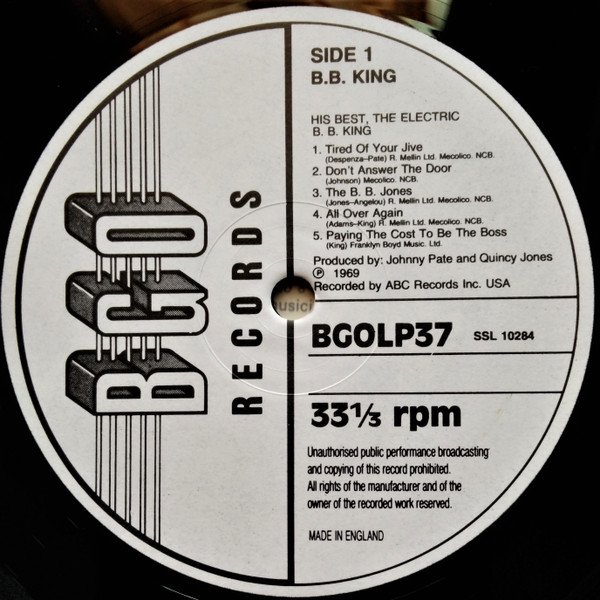 BGO
RECORDS
SIDE 1
B.B. KING
HIS BEST, THE ELECTRIC
B. B. KING
1. Tired Of Your Jive
(Despenza–Pate) R. Mellin Ltd. Mecolico. NCB.
2. Don't Answer The Door
(Johnson) Mecolico. NCB.
3. The B. B. Jones
(Jones–Angelou) R. Mellin Ltd. Mecolico. NCB.
4. All Over Again
(Adams–King) R. Mellin Ltd. Mecolico. NCB.
5. Paying The Cost To Be The Boss
(King) Franklyn Boyd Music. Ltd.
Produced by: Johnny Pate and Quincy Jones
℗ 1969
Recorded by ABC Records Inc. USA
BGOLP37 SSL 10284
33⅓ rpm
Unauthorised public performance broadcasting
and copying of this record prohibited.
All rights of the manufacturer and of the
owner of the recorded work reserved.
MADE IN ENGLAND